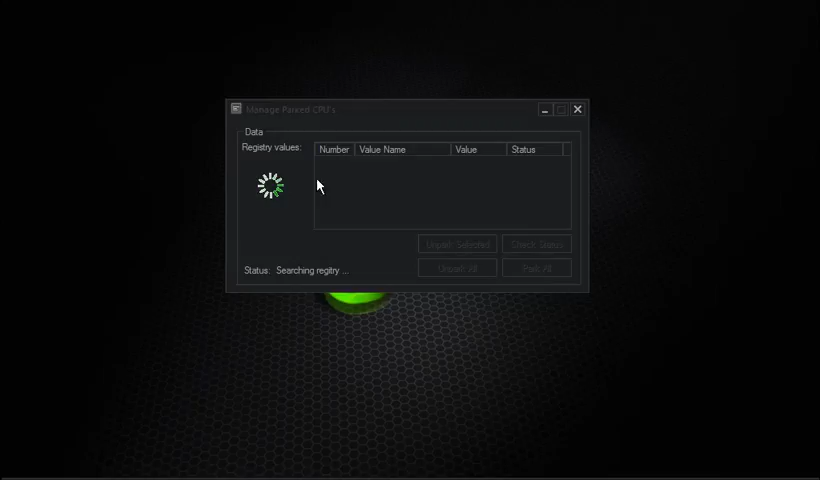 Manage Parked CPU's
Data
Registry values:
Number Value Name Value Status
Unpark Selected Check Status
Status: Searching regitry ...
Unpark All Park All